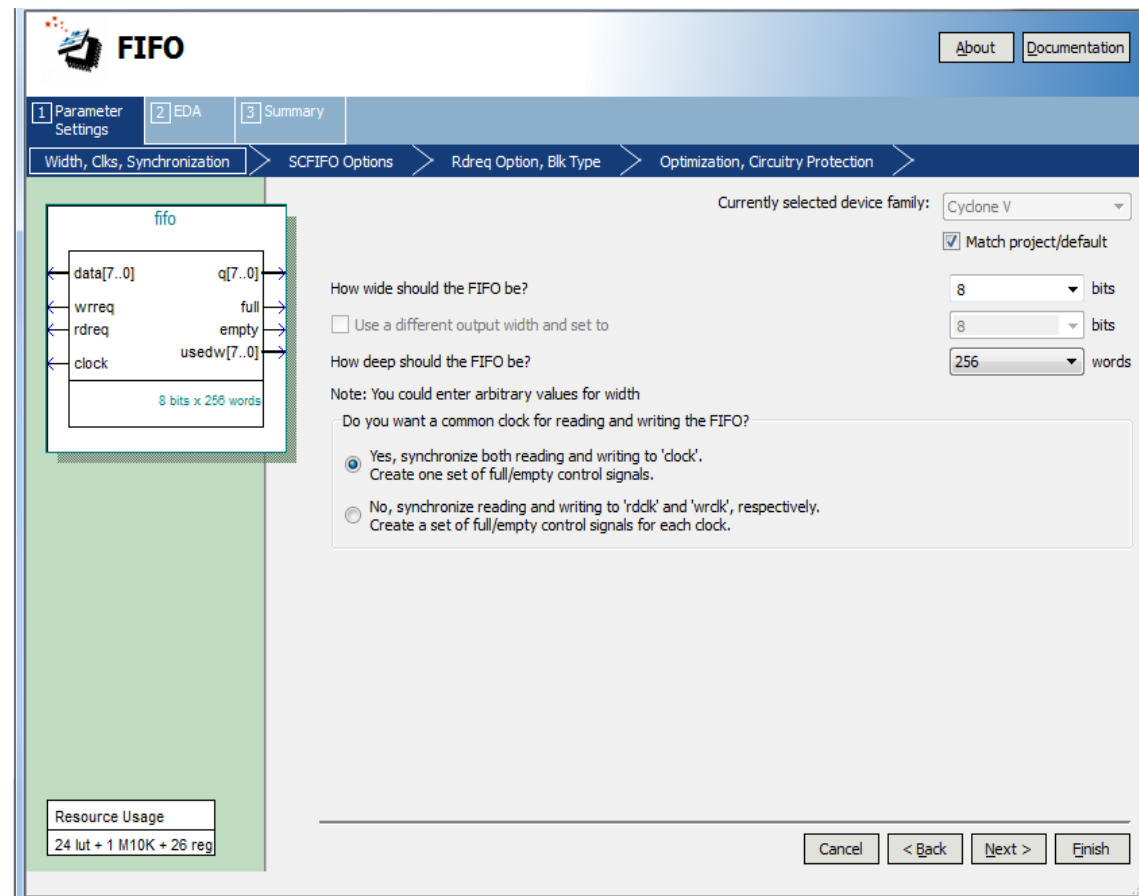 FIFO
About
Documentation
1 Parameter Settings
2 EDA
3 Summary
Width, Clks, Synchronization
SCFIFO Options
Rdreq Option, Blk Type
Optimization, Circuitry Protection
fifo
data[7..0]
q[7..0]
wrreq
full
rdreq
empty
usedw[7..0]
clock
8 bits x 256 words
Currently selected device family:
Cyclone V
Match project/default
How wide should the FIFO be?
8
bits
Use a different output width and set to
8
bits
How deep should the FIFO be?
256
words
Note: You could enter arbitrary values for width
Do you want a common clock for reading and writing the FIFO?
Yes, synchronize both reading and writing to 'clock'.
Create one set of full/empty control signals.
No, synchronize reading and writing to 'rdclk' and 'wrclk', respectively.
Create a set of full/empty control signals for each clock.
Resource Usage
24 lut + 1 M10K + 26 reg
Cancel
< Back
Next >
Finish